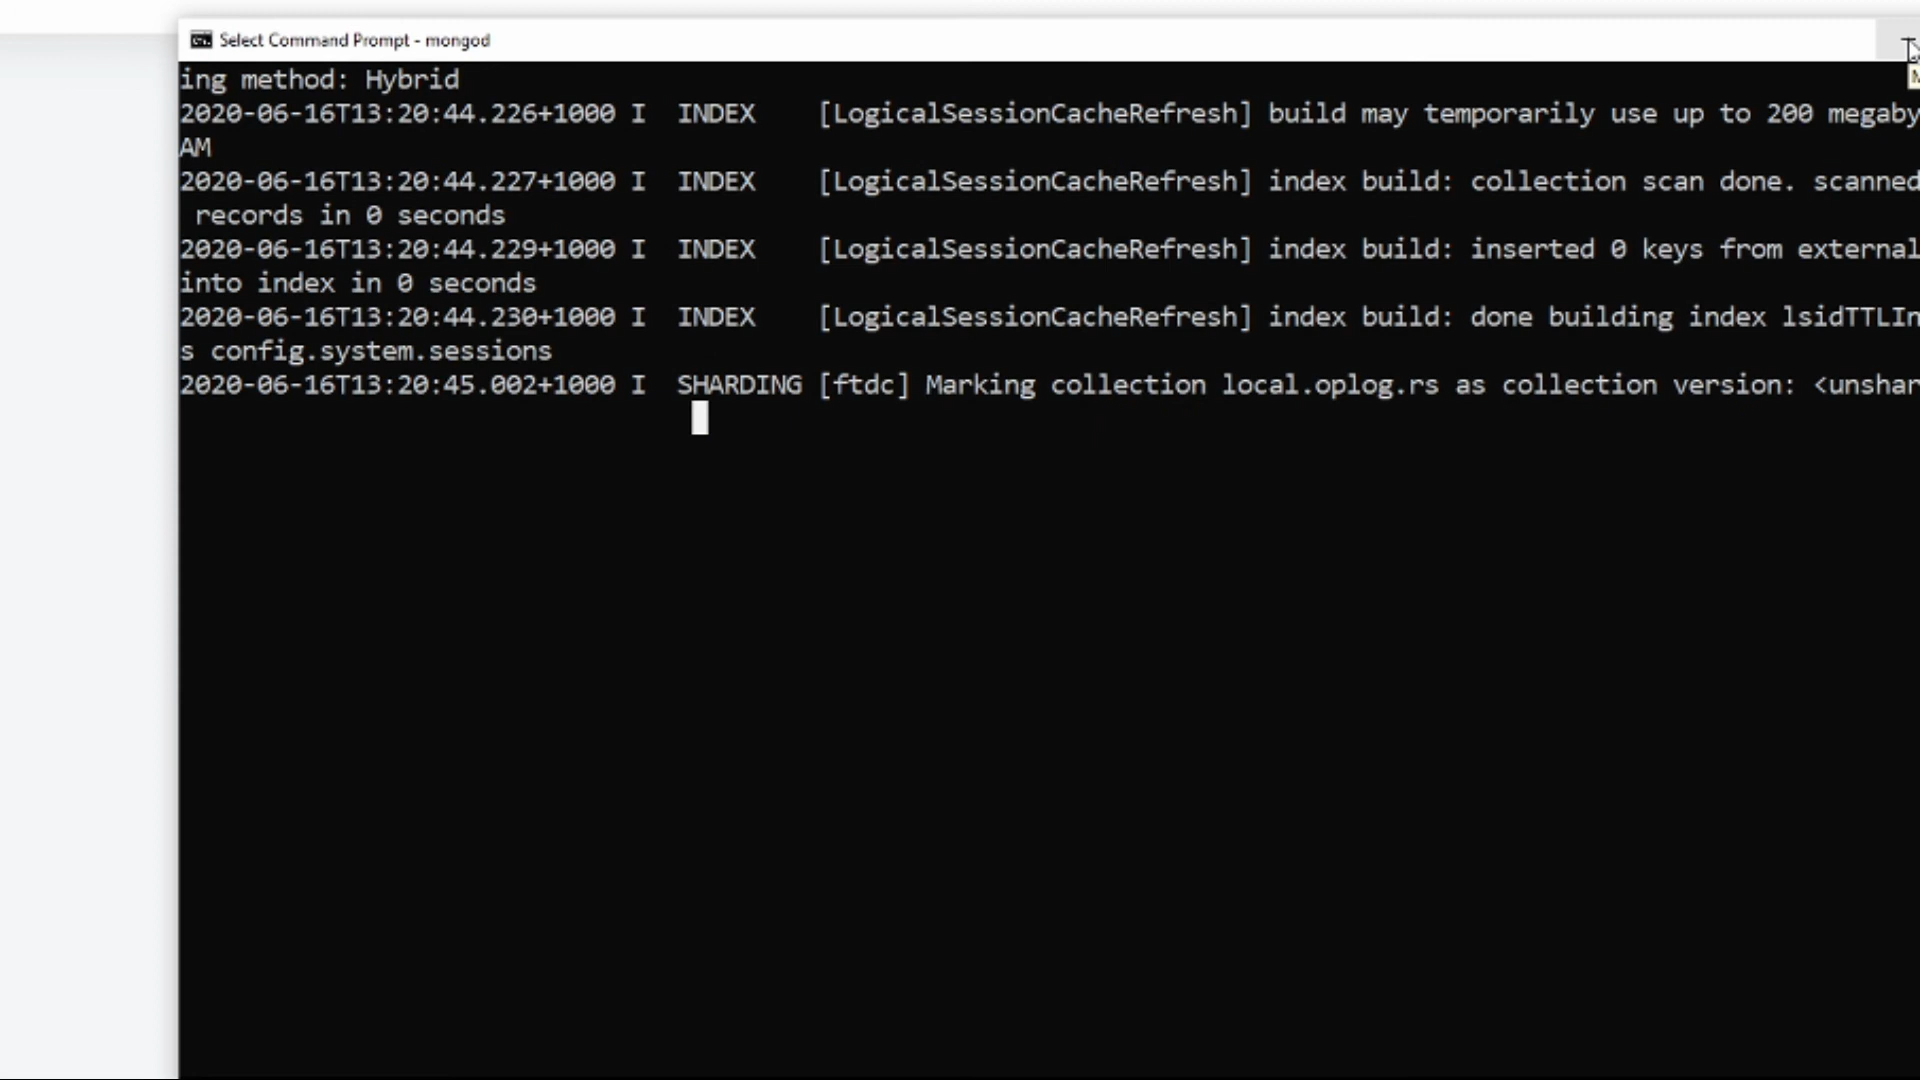 Select Command Prompt - mongod
ing method: Hybrid
2020-06-16T13:20:44.226+1000 I  INDEX    [LogicalSessionCacheRefresh] build may temporarily use up to 200 megaby
AM
2020-06-16T13:20:44.227+1000 I  INDEX    [LogicalSessionCacheRefresh] index build: collection scan done. scanned
records in 0 seconds
2020-06-16T13:20:44.229+1000 I  INDEX    [LogicalSessionCacheRefresh] index build: inserted 0 keys from external
into index in 0 seconds
2020-06-16T13:20:44.230+1000 I  INDEX    [LogicalSessionCacheRefresh] index build: done building index lsidTTLIn
s config.system.sessions
2020-06-16T13:20:45.002+1000 I  SHARDING [ftdc] Marking collection local.oplog.rs as collection version: <unshar